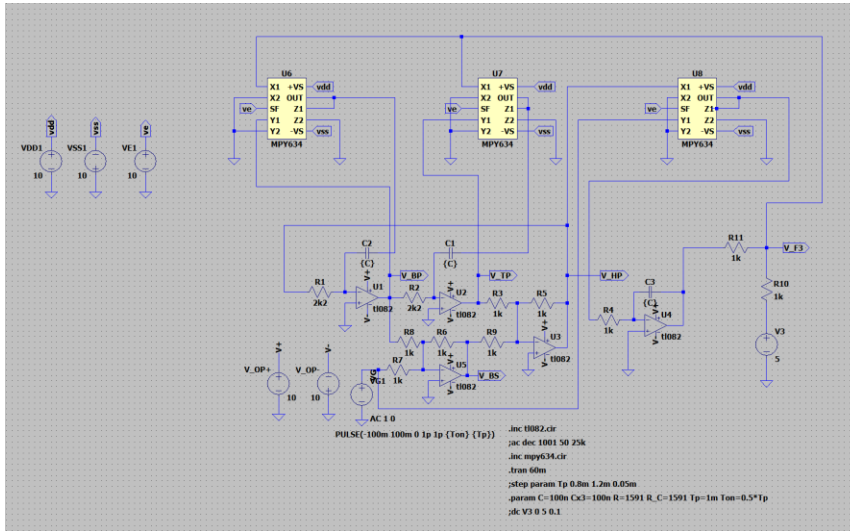 U6
X1 +VS
X2 OUT
SF Z1
Y1 Z2
Y2 -VS
MPY634
vdd
ve
vss
U7
X1 +VS
X2 OUT
SF Z1
Y1 Z2
Y2 -VS
MPY634
vdd
ve
vss
U8
X1 +VS
X2 OUT
SF Z1
Y1 Z2
Y2 -VS
MPY634
vdd
ve
vss
vdd
vss
ve
VDD1
10
VSS1
10
VE1
10
C2
{C}
C1
{C}
V_BP
V_TP
V_HP
V_F3
R1
2k2
V+
U1
V-
tl082
R2
2k2
V+
U2
V-
tl082
R3
1k
R5
1k
R11
1k
R10
1k
C3
{C}
R4
1k
V+
U4
V-
tl082
R8
1k
R6
1k
R9
1k
V+
U3
V-
tl082
R7
1k
V+
U5
V-
tl082
V_BS
V3
5
V+
V_OP+
10
V-
V_OP-
10
VG
VG1
AC 1 0
PULSE(-100m 100m 0 1p 1p {Ton} {Tp})
.inc tl082.cir
;ac dec 1001 50 25k
.inc mpy634.cir
.tran 60m
;step param Tp 0.8m 1.2m 0.05m
.param C=100n Cx3=100n R=1591 R_C=1591 Tp=1m Ton=0.5*Tp
;dc V3 0 5 0.1